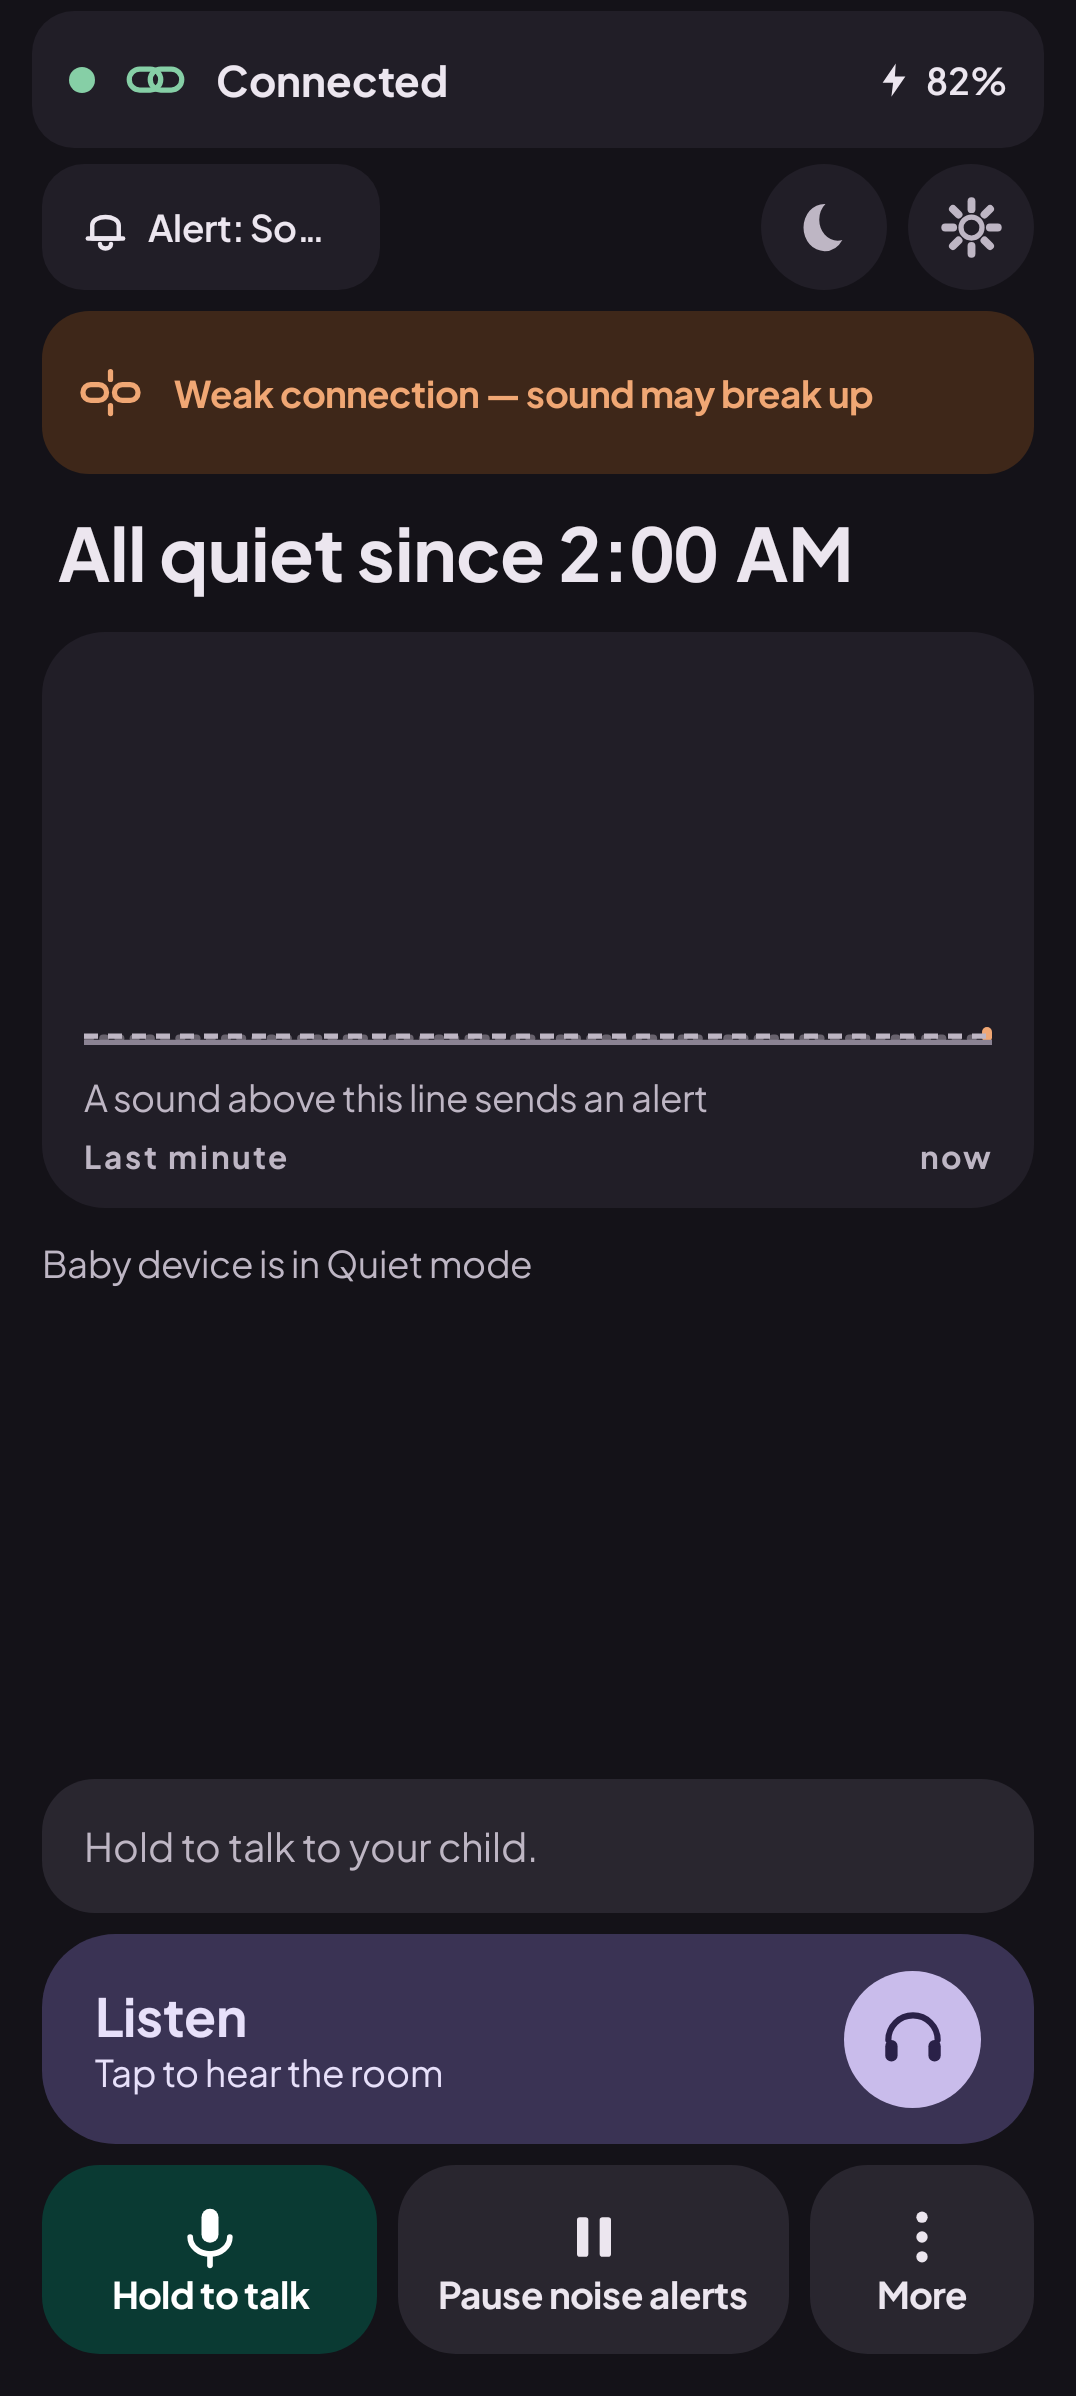 Connected
82%
Alert: So...
Weak connection — sound may break up
All quiet since 2:00 AM
A sound above this line sends an alert
Last minute
now
Baby device is in Quiet mode
Hold to talk to your child.
Listen
Tap to hear the room
Hold to talk
Pause noise alerts
More